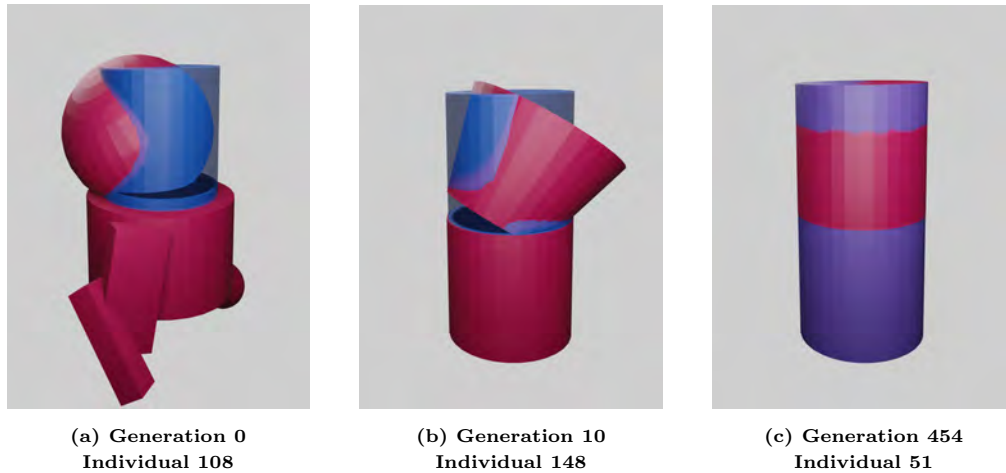 (a) Generation 0
Individual 108
(b) Generation 10
Individual 148
(c) Generation 454
Individual 51